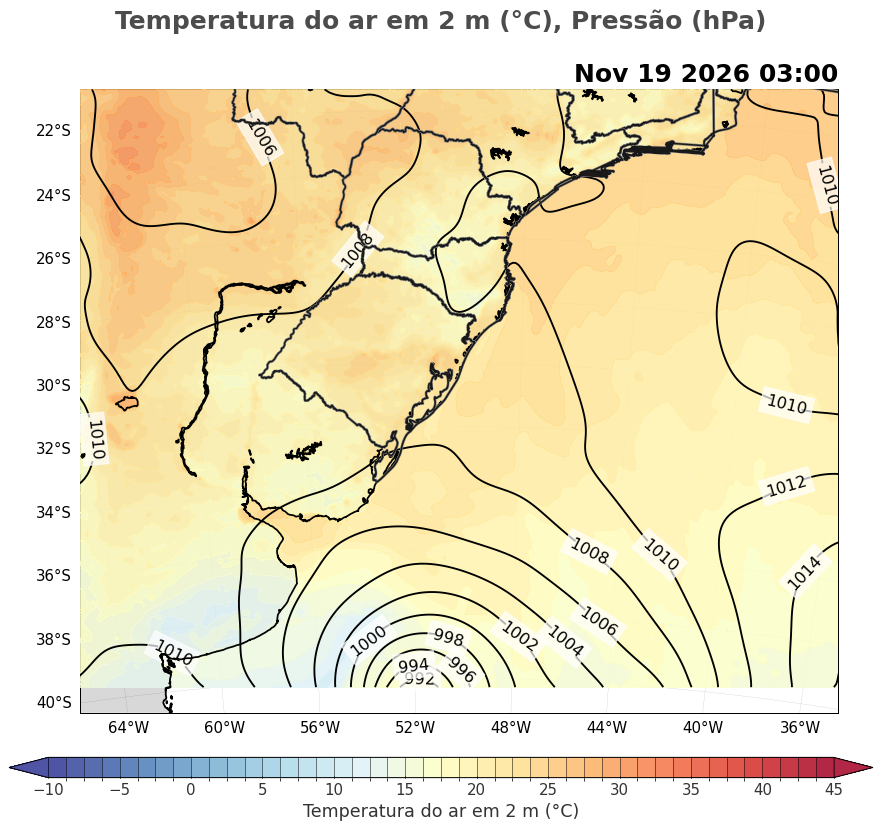 Temperatura do ar em 2 m (°C), Pressão (hPa)
Nov 19 2026 03:00
22°S
24°S
26°S
28°S
30°S
32°S
34°S
36°S
38°S
40°S
1006
1008
1010
1010
1010
1012
1014
1008
1010
1006
1004
1002
1000
998
996
994
992
1010
64°W
60°W
56°W
52°W
48°W
44°W
40°W
36°W
−10
−5
0
5
10
15
20
25
30
35
40
45
Temperatura do ar em 2 m (°C)